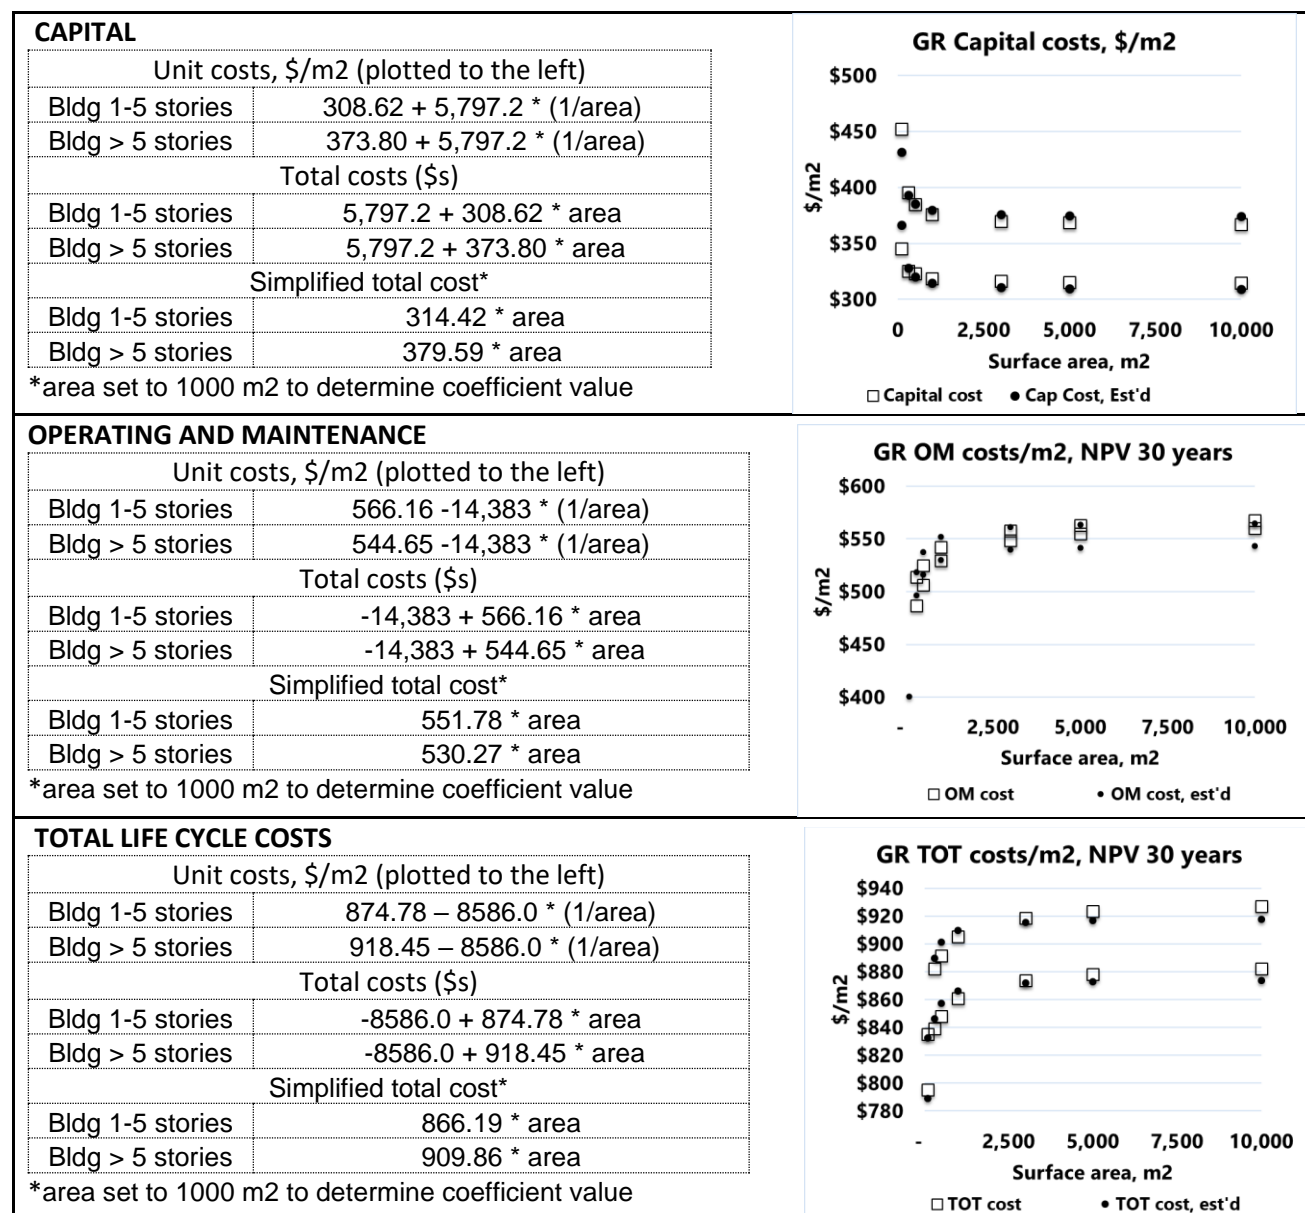 CAPITAL
Unit costs, $/m2 (plotted to the left)
Bldg 1-5 stories 308.62 + 5,797.2 * (1/area)
Bldg > 5 stories 373.80 + 5,797.2 * (1/area)
Total costs ($s)
Bldg 1-5 stories 5,797.2 + 308.62 * area
Bldg > 5 stories 5,797.2 + 373.80 * area
Simplified total cost*
Bldg 1-5 stories 314.42 * area
Bldg > 5 stories 379.59 * area
*area set to 1000 m2 to determine coefficient value
GR Capital costs, $/m2
$500
$450
$400
$350
$300
$/m2
0 2,500 5,000 7,500 10,000
Surface area, m2
Capital cost Cap Cost, Est'd
OPERATING AND MAINTENANCE
Unit costs, $/m2 (plotted to the left)
Bldg 1-5 stories 566.16 -14,383 * (1/area)
Bldg > 5 stories 544.65 -14,383 * (1/area)
Total costs ($s)
Bldg 1-5 stories -14,383 + 566.16 * area
Bldg > 5 stories -14,383 + 544.65 * area
Simplified total cost*
Bldg 1-5 stories 551.78 * area
Bldg > 5 stories 530.27 * area
*area set to 1000 m2 to determine coefficient value
GR OM costs/m2, NPV 30 years
$600
$550
$500
$450
$400
$/m2
- 2,500 5,000 7,500 10,000
Surface area, m2
OM cost OM cost, est'd
TOTAL LIFE CYCLE COSTS
Unit costs, $/m2 (plotted to the left)
Bldg 1-5 stories 874.78 – 8586.0 * (1/area)
Bldg > 5 stories 918.45 – 8586.0 * (1/area)
Total costs ($s)
Bldg 1-5 stories -8586.0 + 874.78 * area
Bldg > 5 stories -8586.0 + 918.45 * area
Simplified total cost*
Bldg 1-5 stories 866.19 * area
Bldg > 5 stories 909.86 * area
*area set to 1000 m2 to determine coefficient value
GR TOT costs/m2, NPV 30 years
$940
$920
$900
$880
$860
$840
$820
$800
$780
$/m2
- 2,500 5,000 7,500 10,000
Surface area, m2
TOT cost TOT cost, est'd